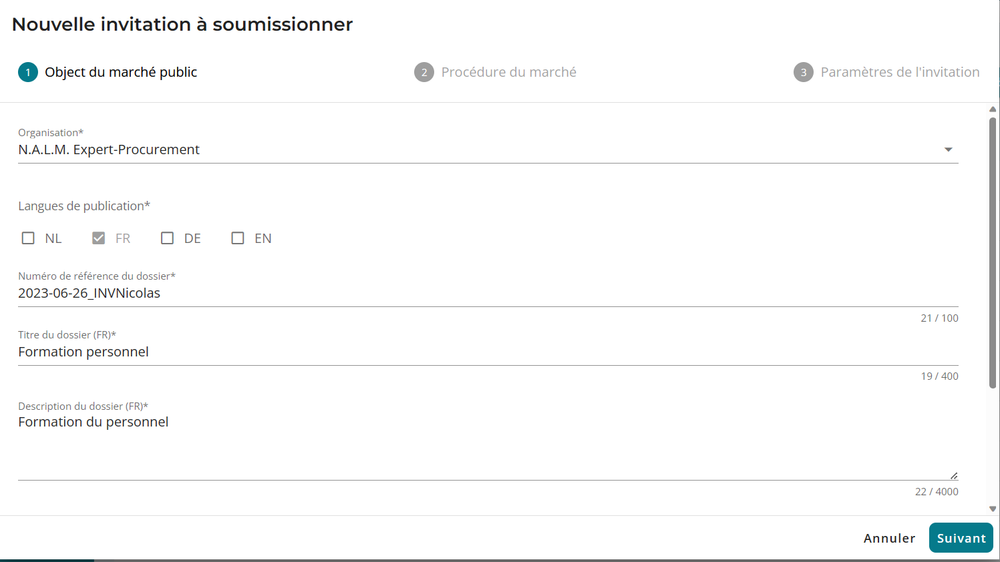 Nouvelle invitation à soumissionner
1 Object du marché public 2 Procédure du marché 3 Paramètres de l'invitation
Organisation*
N.A.L.M. Expert-Procurement
Langues de publication*
NL FR DE EN
Numéro de référence du dossier*
2023-06-26_INVNicolas
21 / 100
Titre du dossier (FR)*
Formation personnel
19 / 400
Description du dossier (FR)*
Formation du personnel
22 / 4000
Annuler Suivant